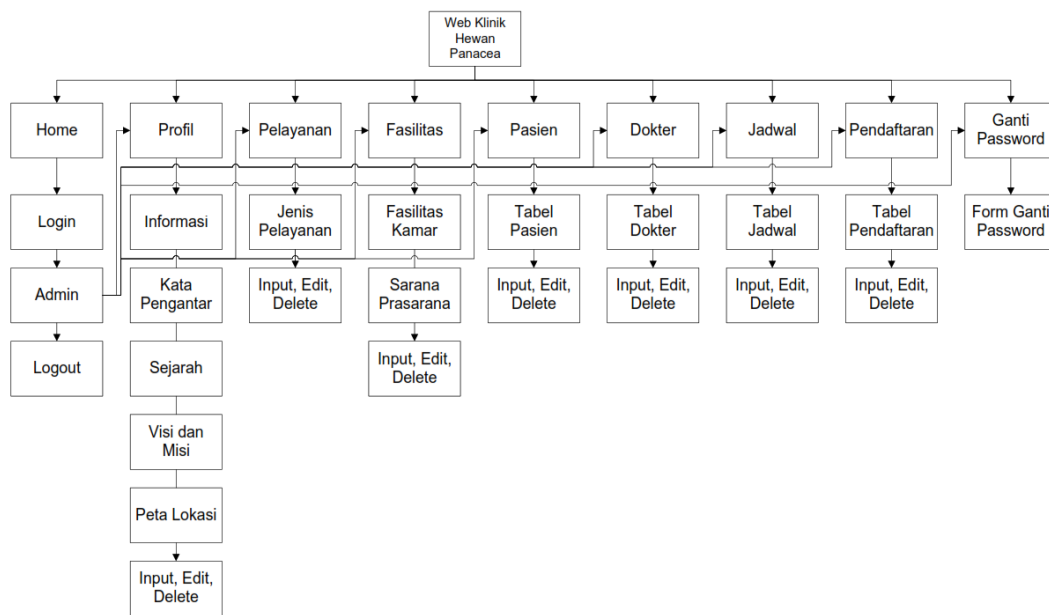 Web Klinik
Hewan
Panacea
Home
Profil
Pelayanan
Fasilitas
Pasien
Dokter
Jadwal
Pendaftaran
Ganti
Password
Login
Informasi
Jenis
Pelayanan
Fasilitas
Kamar
Tabel
Pasien
Tabel
Dokter
Tabel
Jadwal
Tabel
Pendaftaran
Form Ganti
Password
Admin
Kata
Pengantar
Input, Edit,
Delete
Sarana
Prasarana
Input, Edit,
Delete
Input, Edit,
Delete
Input, Edit,
Delete
Input, Edit,
Delete
Logout
Sejarah
Input, Edit,
Delete
Visi dan
Misi
Peta Lokasi
Input, Edit,
Delete